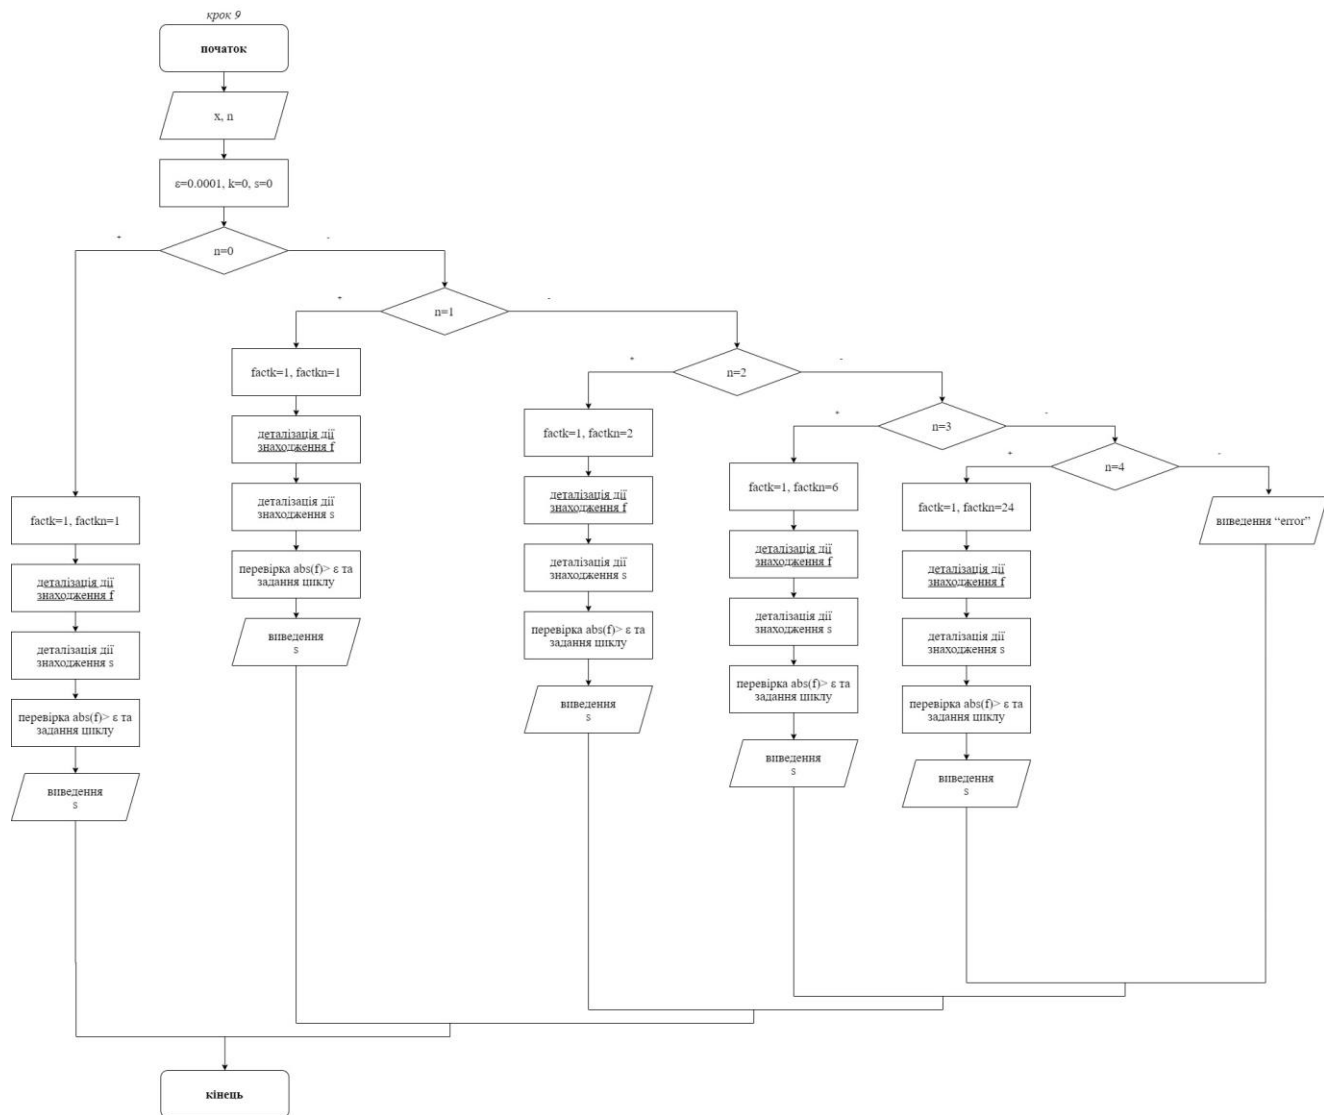 крок 9
початок
x, n
ε=0.0001, k=0, s=0
+
-
n=0
+
-
n=1
factk=1, factkn=1
+
-
n=2
деталізація дії
знаходження f
factk=1, factkn=2
+
-
n=3
+
-
n=4
factk=1, factkn=6
factk=1, factkn=24
виведення “error”
factk=1, factkn=1
деталізація дії
знаходження s
деталізація дії
знаходження f
деталізація дії
знаходження f
деталізація дії
знаходження f
деталізація дії
знаходження f
перевірка abs(f)> ε та
задання циклу
деталізація дії
знаходження s
деталізація дії
знаходження s
деталізація дії
знаходження s
деталізація дії
знаходження s
виведення
s
перевірка abs(f)> ε та
задання циклу
перевірка abs(f)> ε та
задання циклу
перевірка abs(f)> ε та
задання циклу
перевірка abs(f)> ε та
задання циклу
виведення
s
виведення
s
виведення
s
виведення
s
кінець